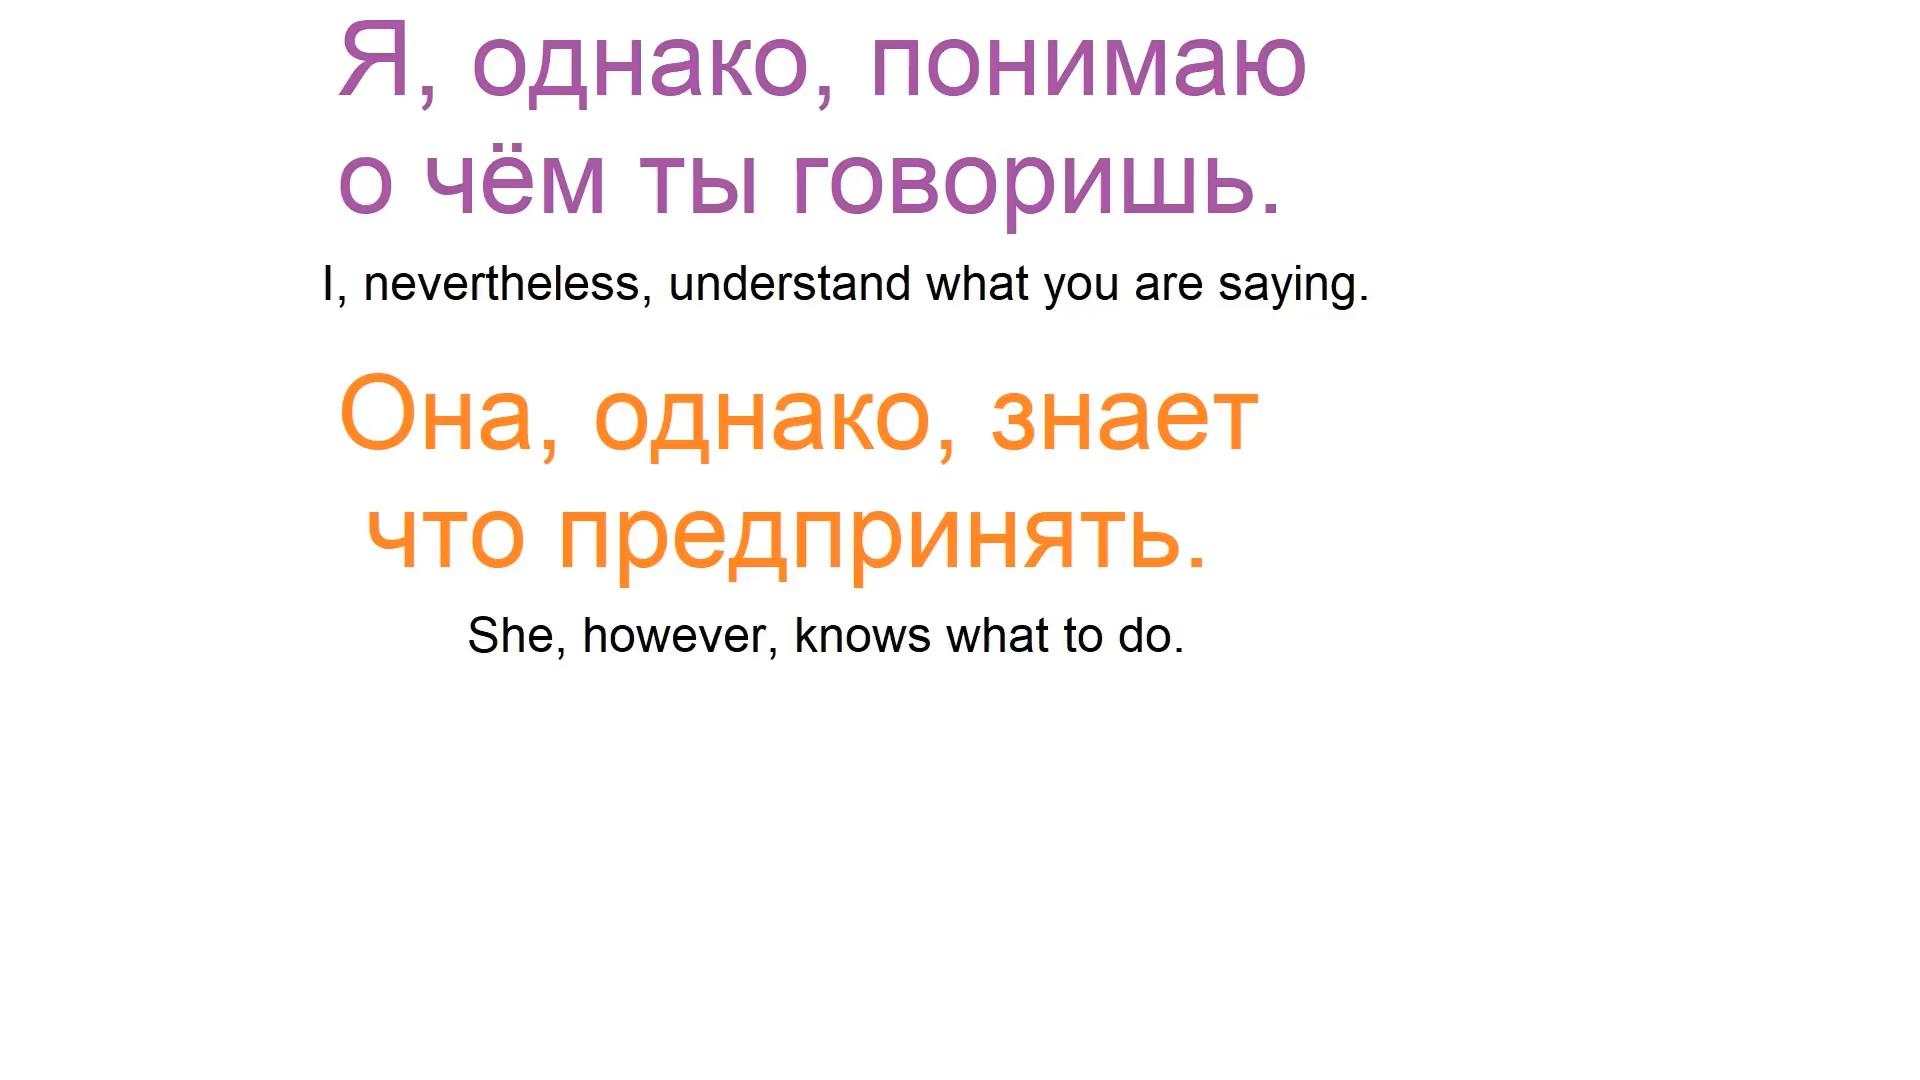 Я, однако, понимаю
о чём ты говоришь.
I, nevertheless, understand what you are saying.
Она, однако, знает
что предпринять.
She, however, knows what to do.